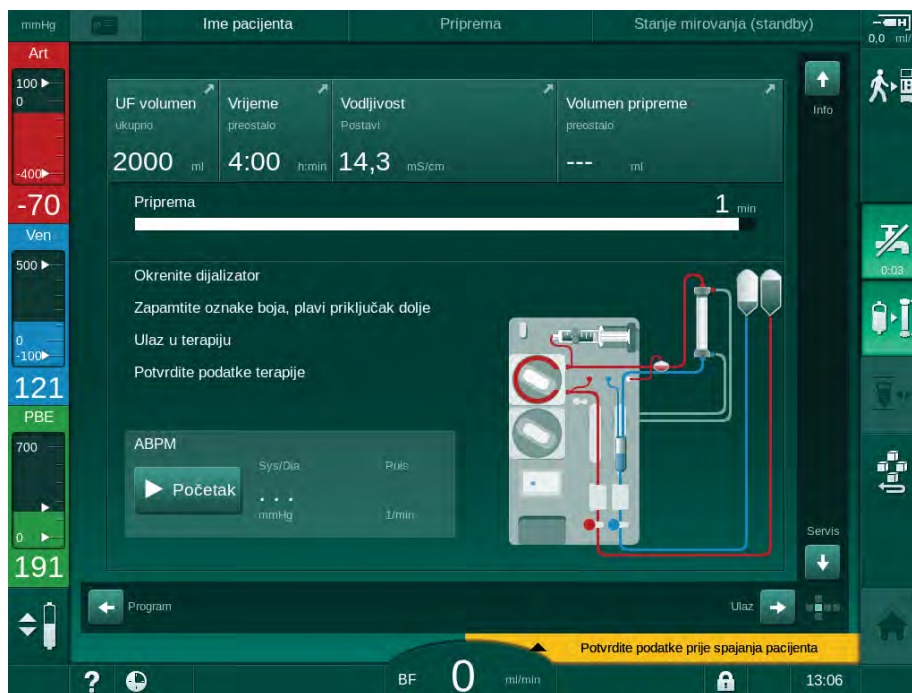 mmHg Ime pacijenta Priprema Stanje mirovanja (standby)
0,0 ml/
Art
100
0
-400
-70
Ven
500
0
-100
121
PBE
700
0
191
UF volumen Vrijeme Vodljivost Volumen pripreme
ukupno preostalo Postavi preostalo
2000 ml 4:00 h:min 14,3 mS/cm --- ml
Info
Priprema 1 min
Okrenite dijalizator
Zapamtite oznake boja, plavi priključak dolje
Ulaz u terapiju
Potvrdite podatke terapije
ABPM
Sys/Dia Puls
Početak . . .
mmHg 1/min
0:03
H
Servis
Program Ulaz
Potvrdite podatke prije spajanja pacijenta
? BF 0 ml/min 13:06